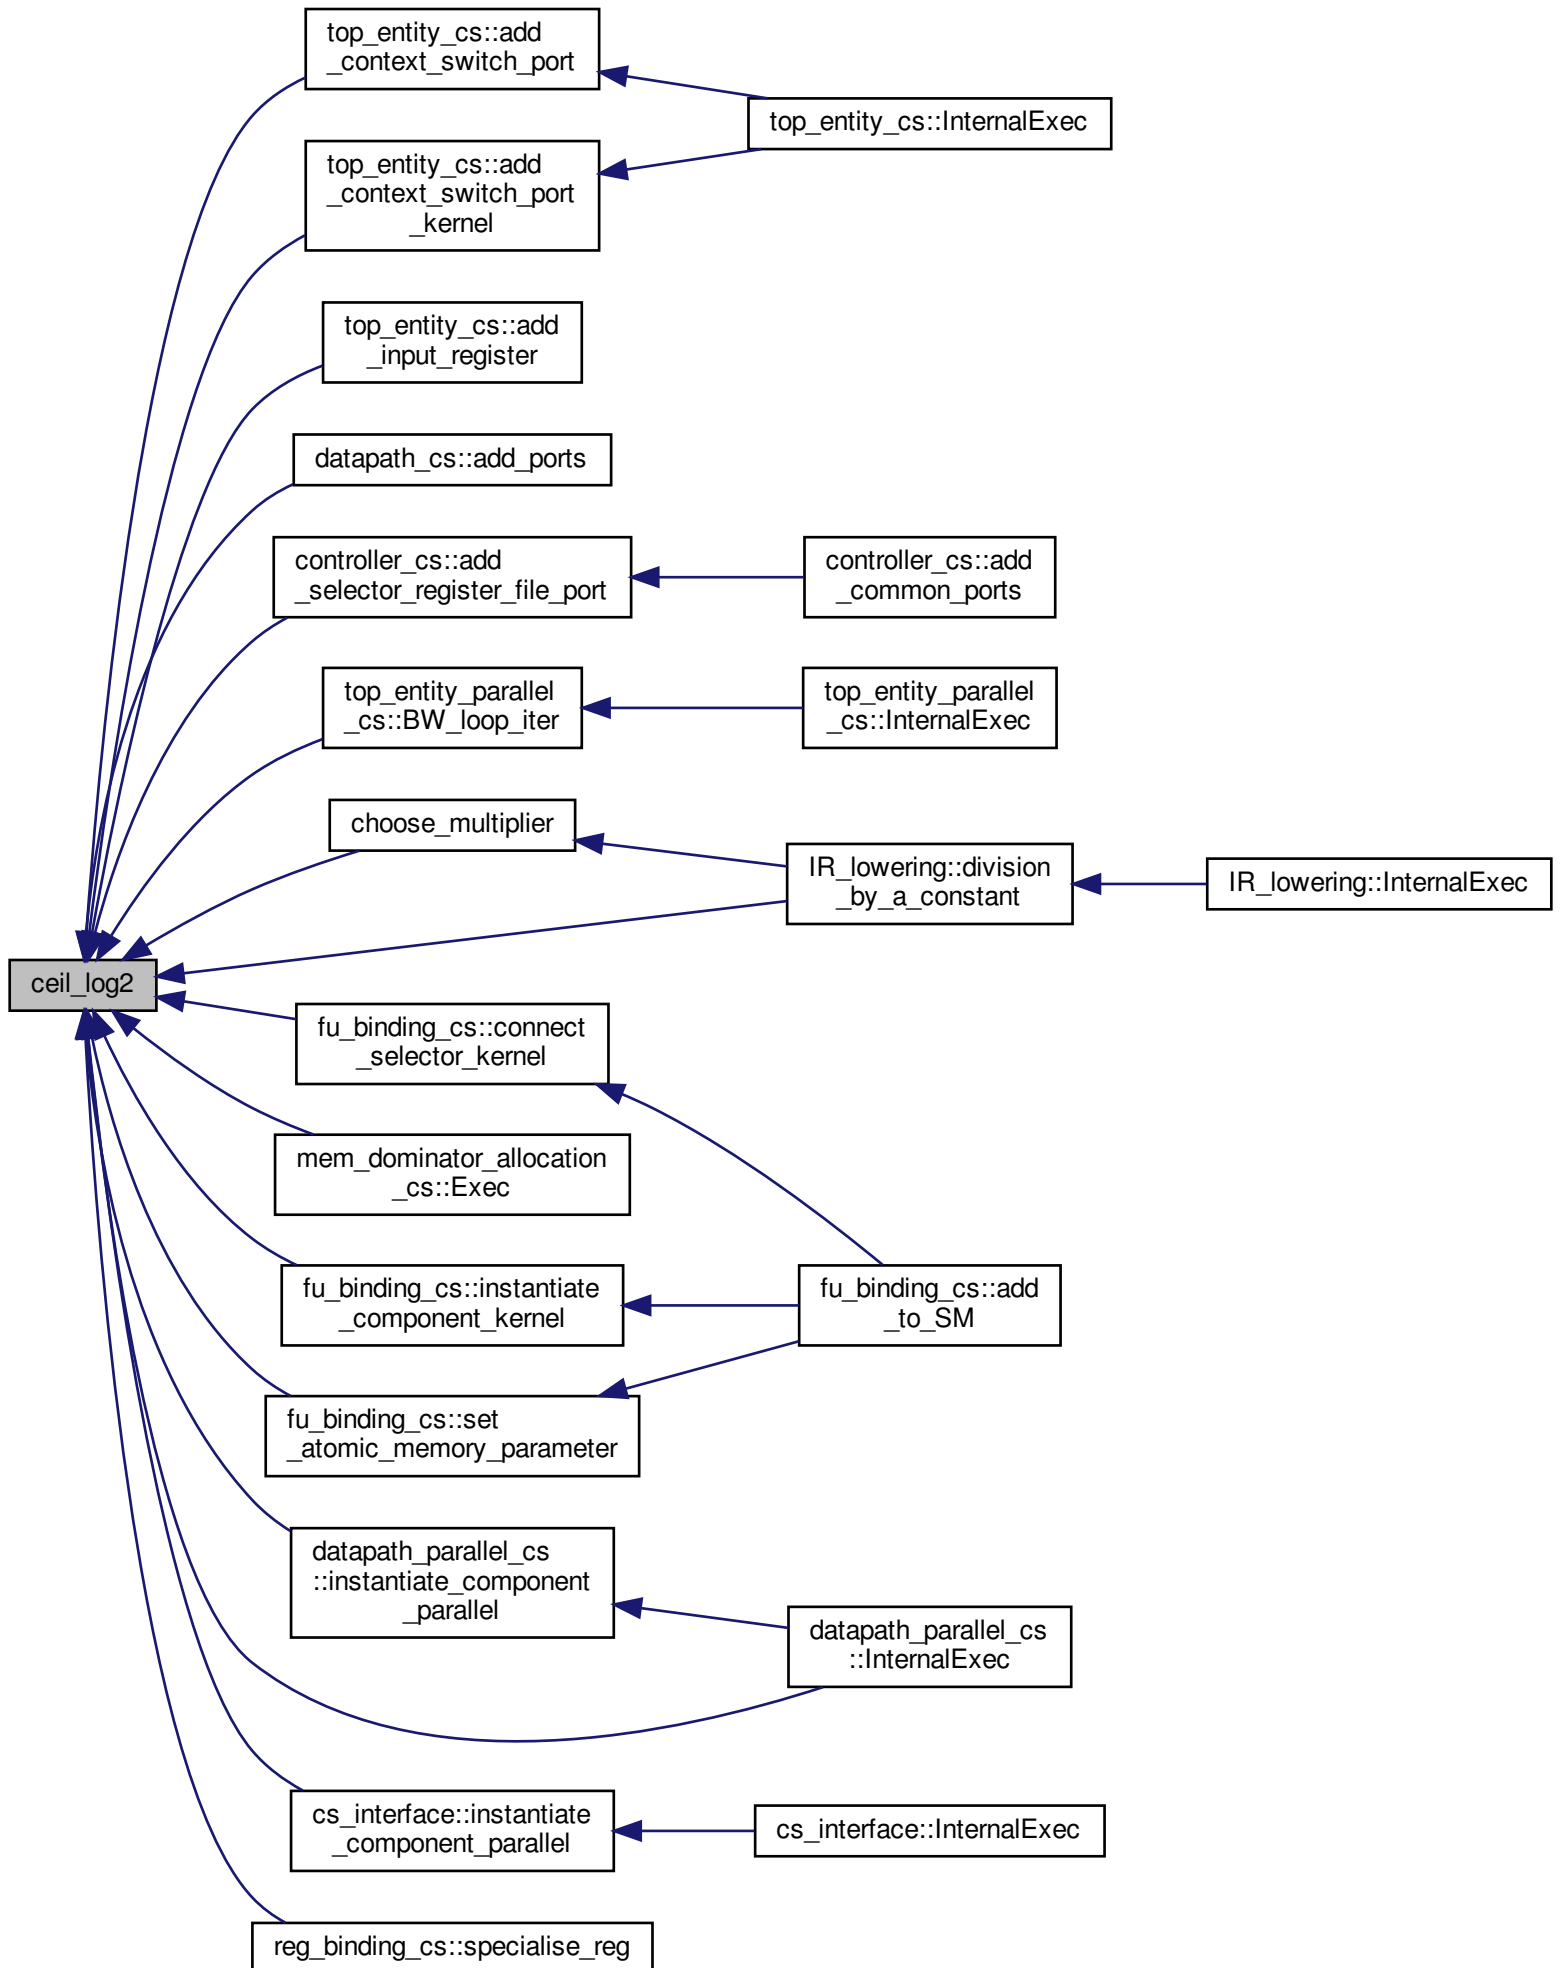 top_entity_cs::add
_context_switch_port
top_entity_cs::InternalExec
top_entity_cs::add
_context_switch_port
_kernel
top_entity_cs::add
_input_register
datapath_cs::add_ports
controller_cs::add
_selector_register_file_port
controller_cs::add
_common_ports
top_entity_parallel
_cs::BW_loop_iter
top_entity_parallel
_cs::InternalExec
choose_multiplier
IR_lowering::division
_by_a_constant
IR_lowering::InternalExec
ceil_log2
fu_binding_cs::connect
_selector_kernel
mem_dominator_allocation
_cs::Exec
fu_binding_cs::instantiate
_component_kernel
fu_binding_cs::add
_to_SM
fu_binding_cs::set
_atomic_memory_parameter
datapath_parallel_cs
::instantiate_component
_parallel
datapath_parallel_cs
::InternalExec
cs_interface::instantiate
_component_parallel
cs_interface::InternalExec
reg_binding_cs::specialise_reg